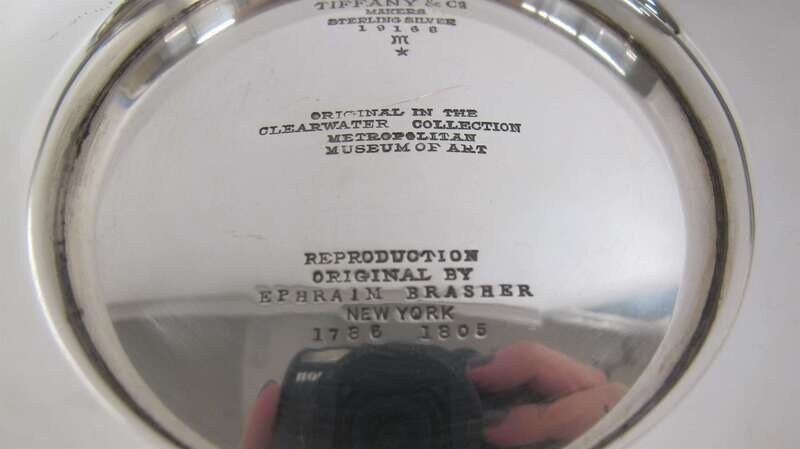 TIFFANY & CO
MAKERS
STERLING SILVER
19168
m
ORIGINAL IN THE
CLEARWATER COLLECTION
METROPOLITAN
MUSEUM OF ART
REPRODUCTION
ORIGINAL BY
EPHRAIM BRASHER
NEW YORK
1786 1805